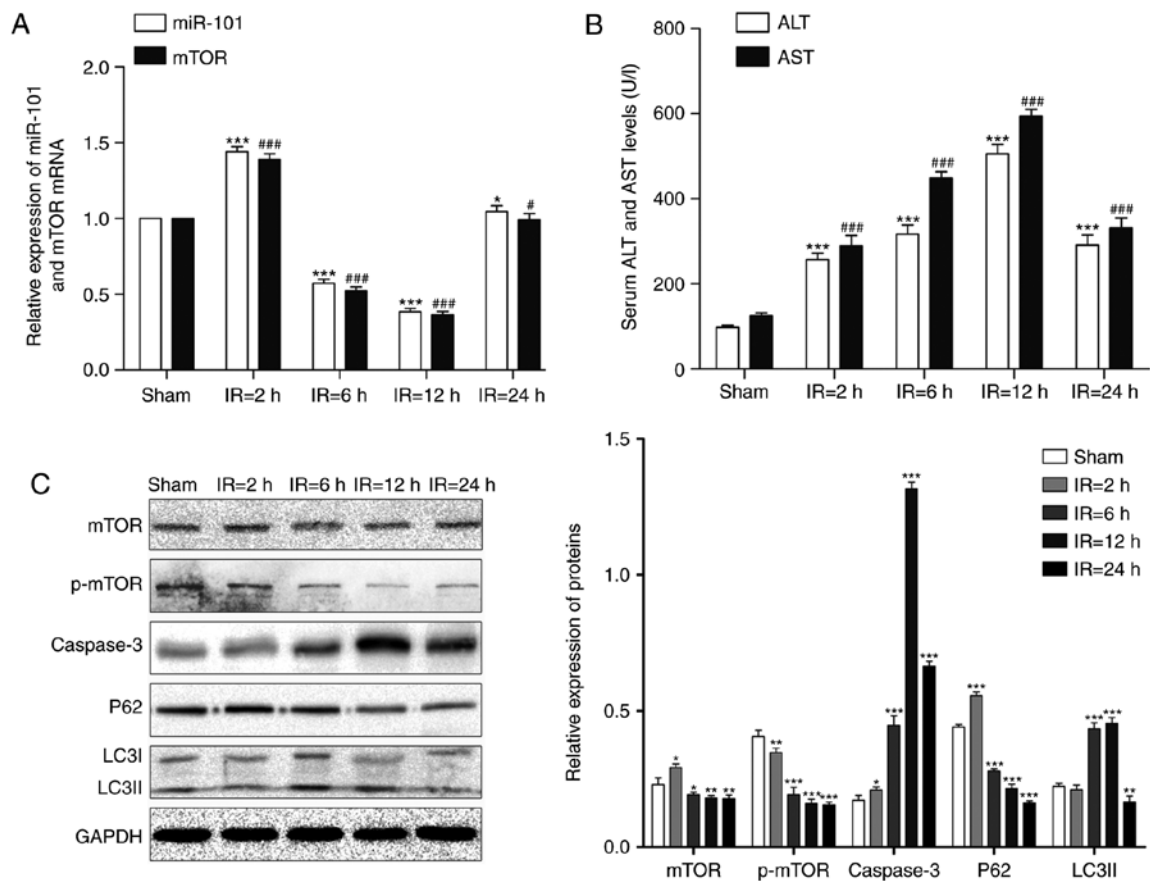 A
miR-101
mTOR
Relative expression of miR-101
and mTOR mRNA
2.0
1.5
1.0
0.5
0.0
*** ### *** ### *** ### * #
Sham IR=2 h IR=6 h IR=12 h IR=24 h
B
ALT
AST
Serum ALT and AST levels (U/l)
800
600
400
200
0
*** ### *** ### *** ### *** ###
Sham IR=2 h IR=6 h IR=12 h IR=24 h
C
Sham IR=2 h IR=6 h IR=12 h IR=24 h
mTOR
p-mTOR
Caspase-3
P62
LC3I
LC3II
GAPDH
Relative expression of proteins
1.5
1.0
0.5
0.0
Sham
IR=2 h
IR=6 h
IR=12 h
IR=24 h
* * ** **
** *** *** ***
* *** *** ***
*** *** *** ***
*** *** **
mTOR p-mTOR Caspase-3 P62 LC3II